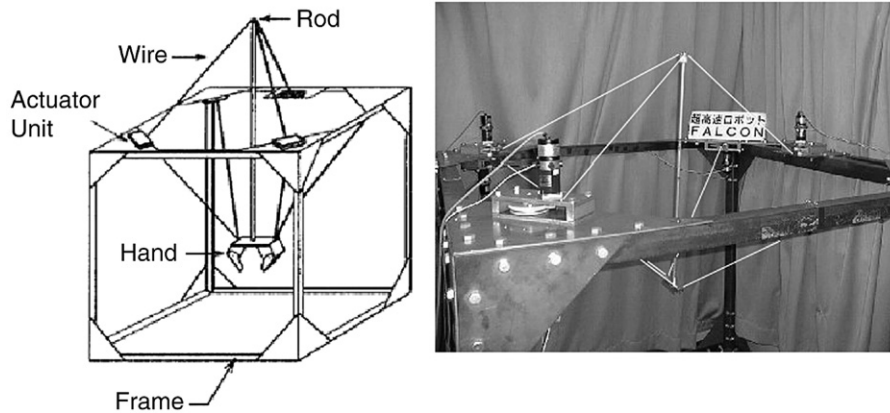 Rod
Wire
Actuator
Unit
Hand
Frame
超高速ロボット
FALCON